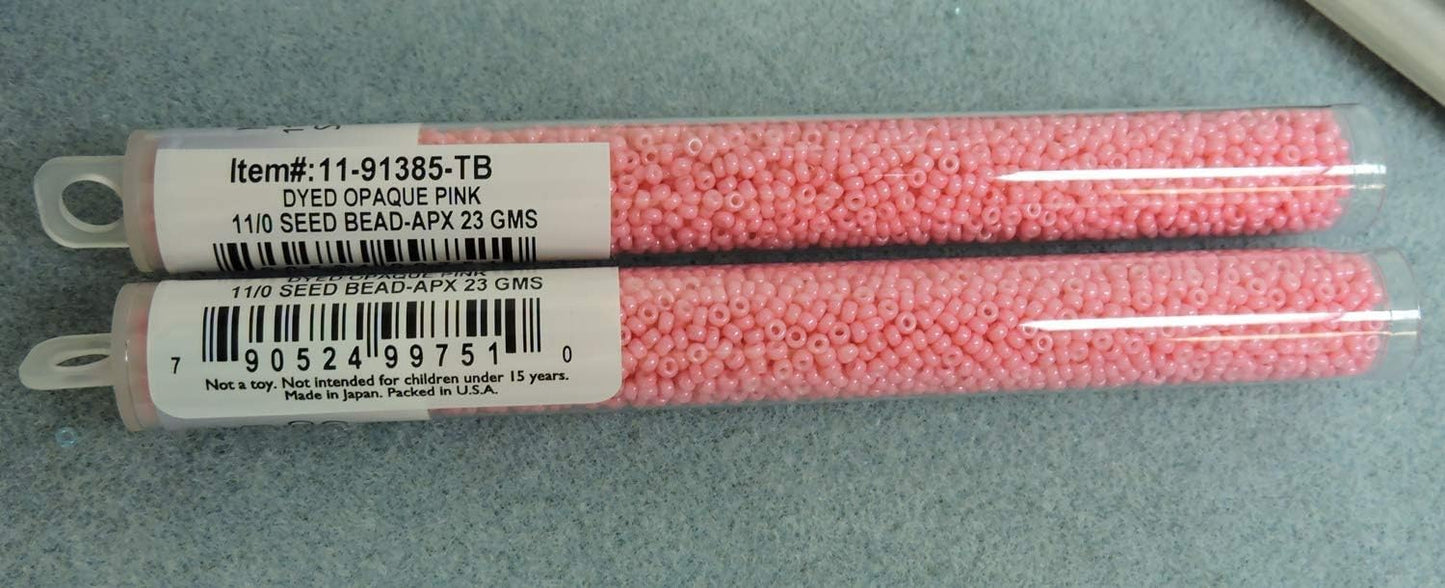 Item#:11-91385-TB
DYED OPAQUE PINK
11/0 SEED BEAD-APX 23 GMS
DYED OPAQUE PINK
11/0 SEED BEAD-APX 23 GMS
7 90524 99751 0
Not a toy. Not intended for children under 15 years.
Made in Japan. Packed in U.S.A.